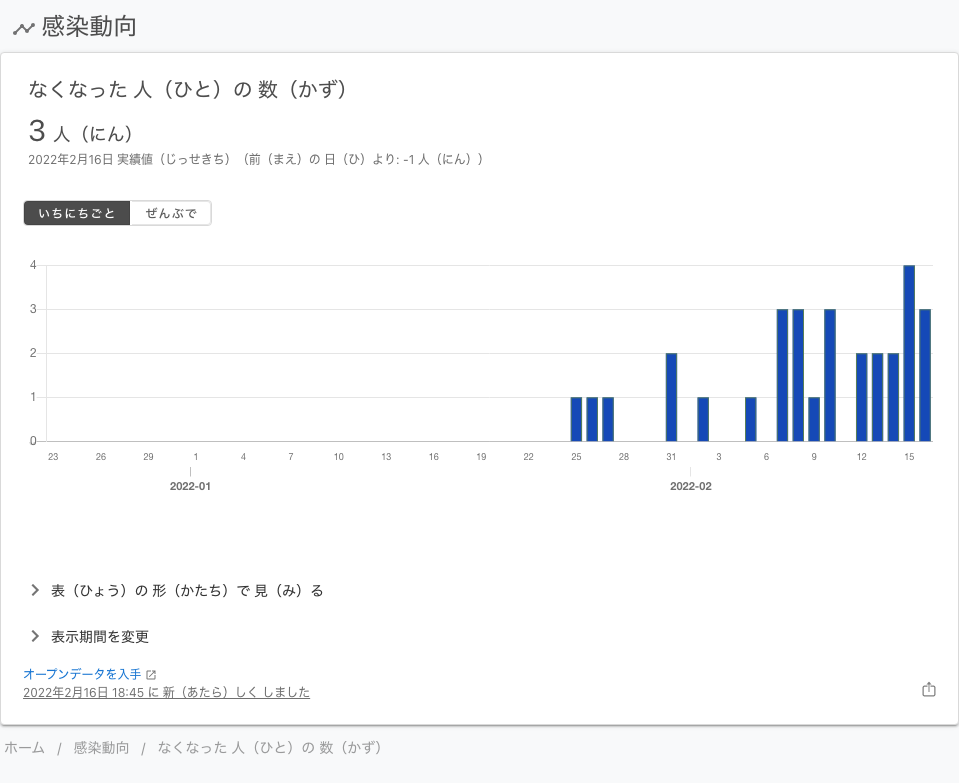 感染動向
なくなった 人（ひと）の 数（かず）
3 人（にん）
2022年2月16日 実績値（じっせきち）（前（まえ）の 日（ひ）より: -1 人（にん））
いちにちごと ぜんぶで
4
3
2
1
0
23 26 29 1 4 7 10 13 16 19 22 25 28 31 3 6 9 12 15
2022-01 2022-02
表（ひょう）の 形（かたち）で 見（み）る
表示期間を変更
オープンデータを入手
2022年2月16日 18:45 に 新（あたら）しく しました
ホーム / 感染動向 / なくなった 人（ひと）の 数（かず）